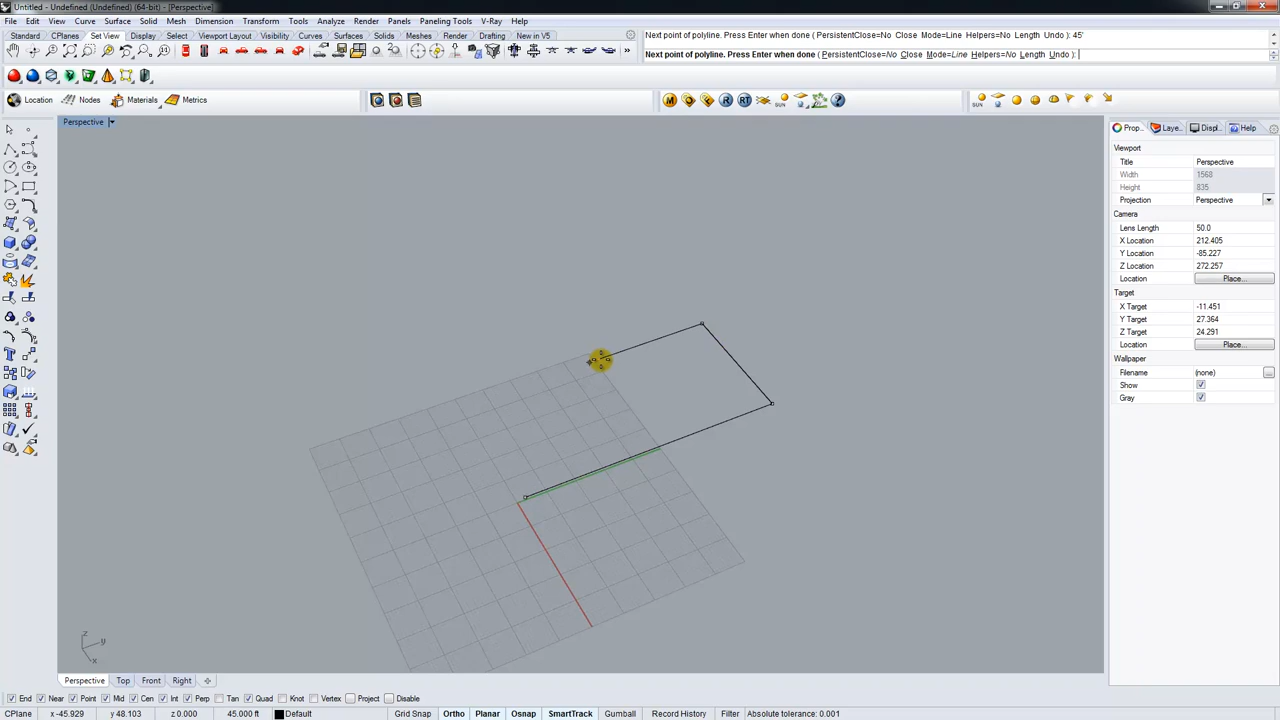 Untitled - Undefined (Undefined) (64-bit) - [Perspective]
File Edit View Curve Surface Solid Mesh Dimension Transform Tools Analyze Render Panels Paneling Tools V-Ray Help
Next point of polyline. Press Enter when done ( PersistentClose=No Close Mode=Line Helpers=No Length Undo ): 45'
Next point of polyline. Press Enter when done ( PersistentClose=No Close Mode=Line Helpers=No Length Undo ):
Standard CPlanes Set View Display Select Viewport Layout Visibility Curves Surfaces Solids Meshes Render Drafting New in V5
Location Nodes Materials Metrics
M R RT SUN SUN
Perspective
Prop... Laye... Displ... Help
Viewport
Title Perspective
Width 1568
Height 835
Projection Perspective
Camera
Lens Length 50.0
X Location 212.405
Y Location -85.227
Z Location 272.257
Location Place...
Target
X Target -11.451
Y Target 27.364
Z Target 24.291
Location Place...
Wallpaper
Filename (none)
Show
Gray
z
y
x
Perspective Top Front Right
End Near Point Mid Cen Int Perp Tan Quad Knot Vertex Project Disable
CPlane x -45.929 y 48.103 z 0.000 45.000 ft Default Grid Snap Ortho Planar Osnap SmartTrack Gumball Record History Filter Absolute tolerance: 0.001